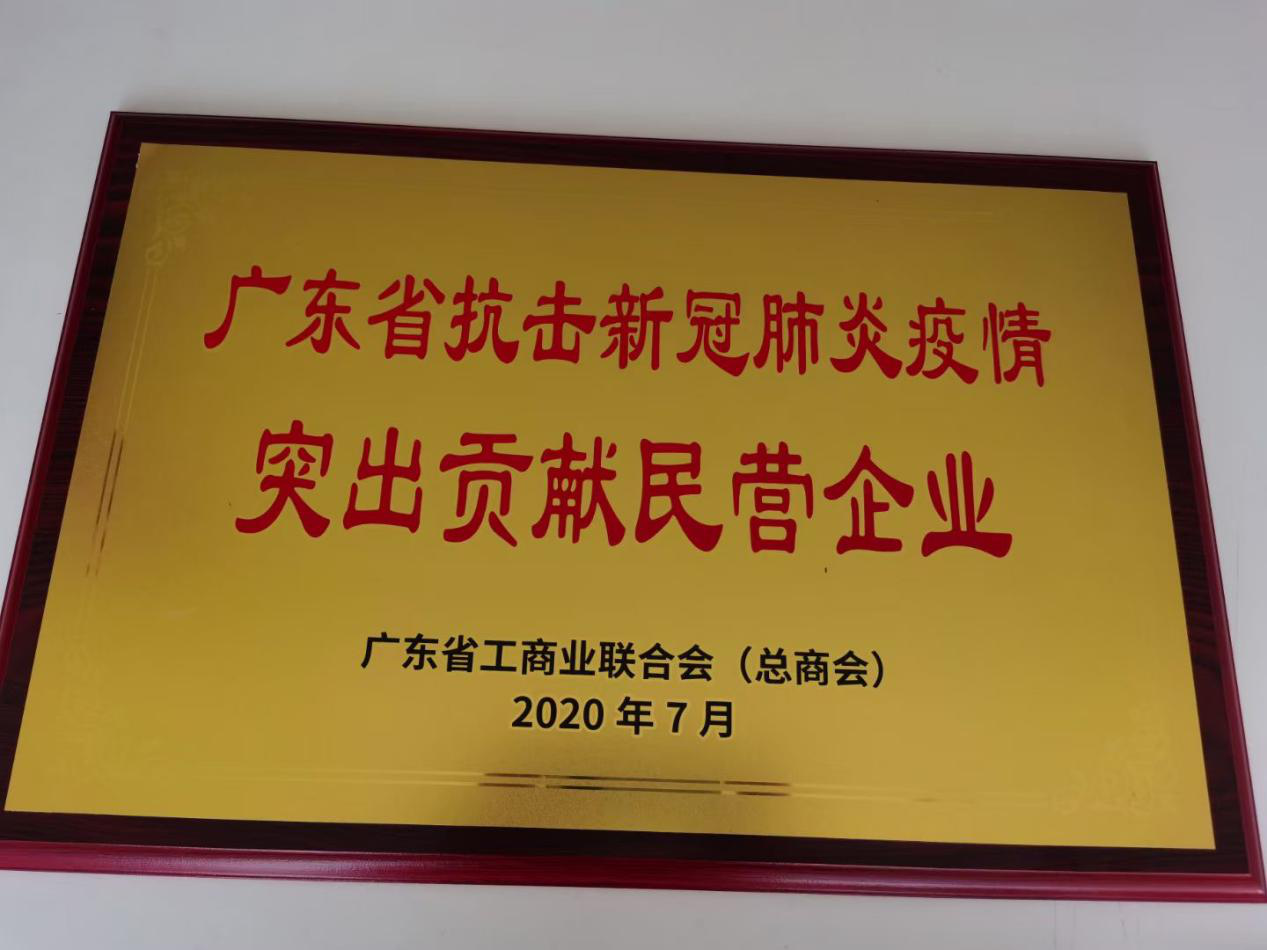 广东省抗击新冠肺炎疫情
突出贡献民营企业
广东省工商业联合会（总商会）
2020 年 7 月